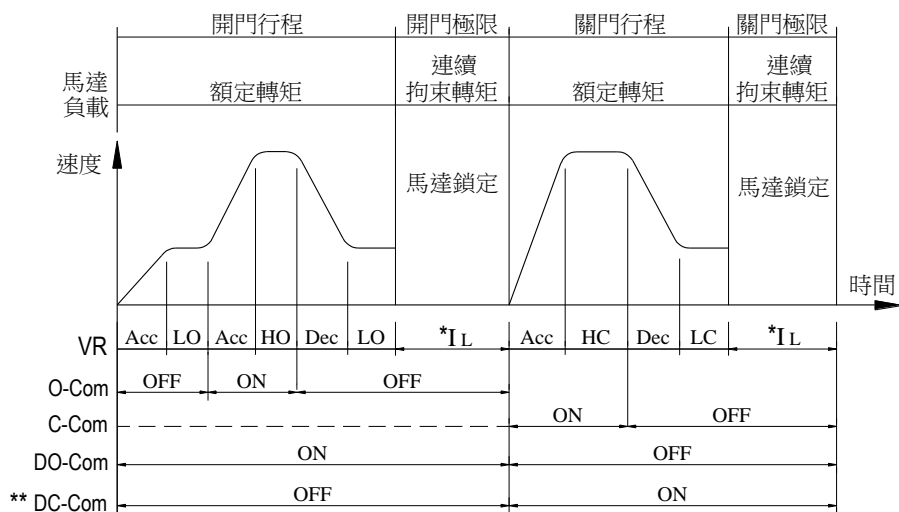 開門行程 開門極限 關門行程 關門極限
馬達
負載
額定轉矩 連續
拘束轉矩 額定轉矩 連續
拘束轉矩
速度 馬達鎖定 馬達鎖定
時間
VR Acc LO Acc HO Dec LO *IL Acc HC Dec LC *IL
O-Com OFF ON OFF
C-Com ON OFF
DO-Com ON OFF
** DC-Com OFF ON